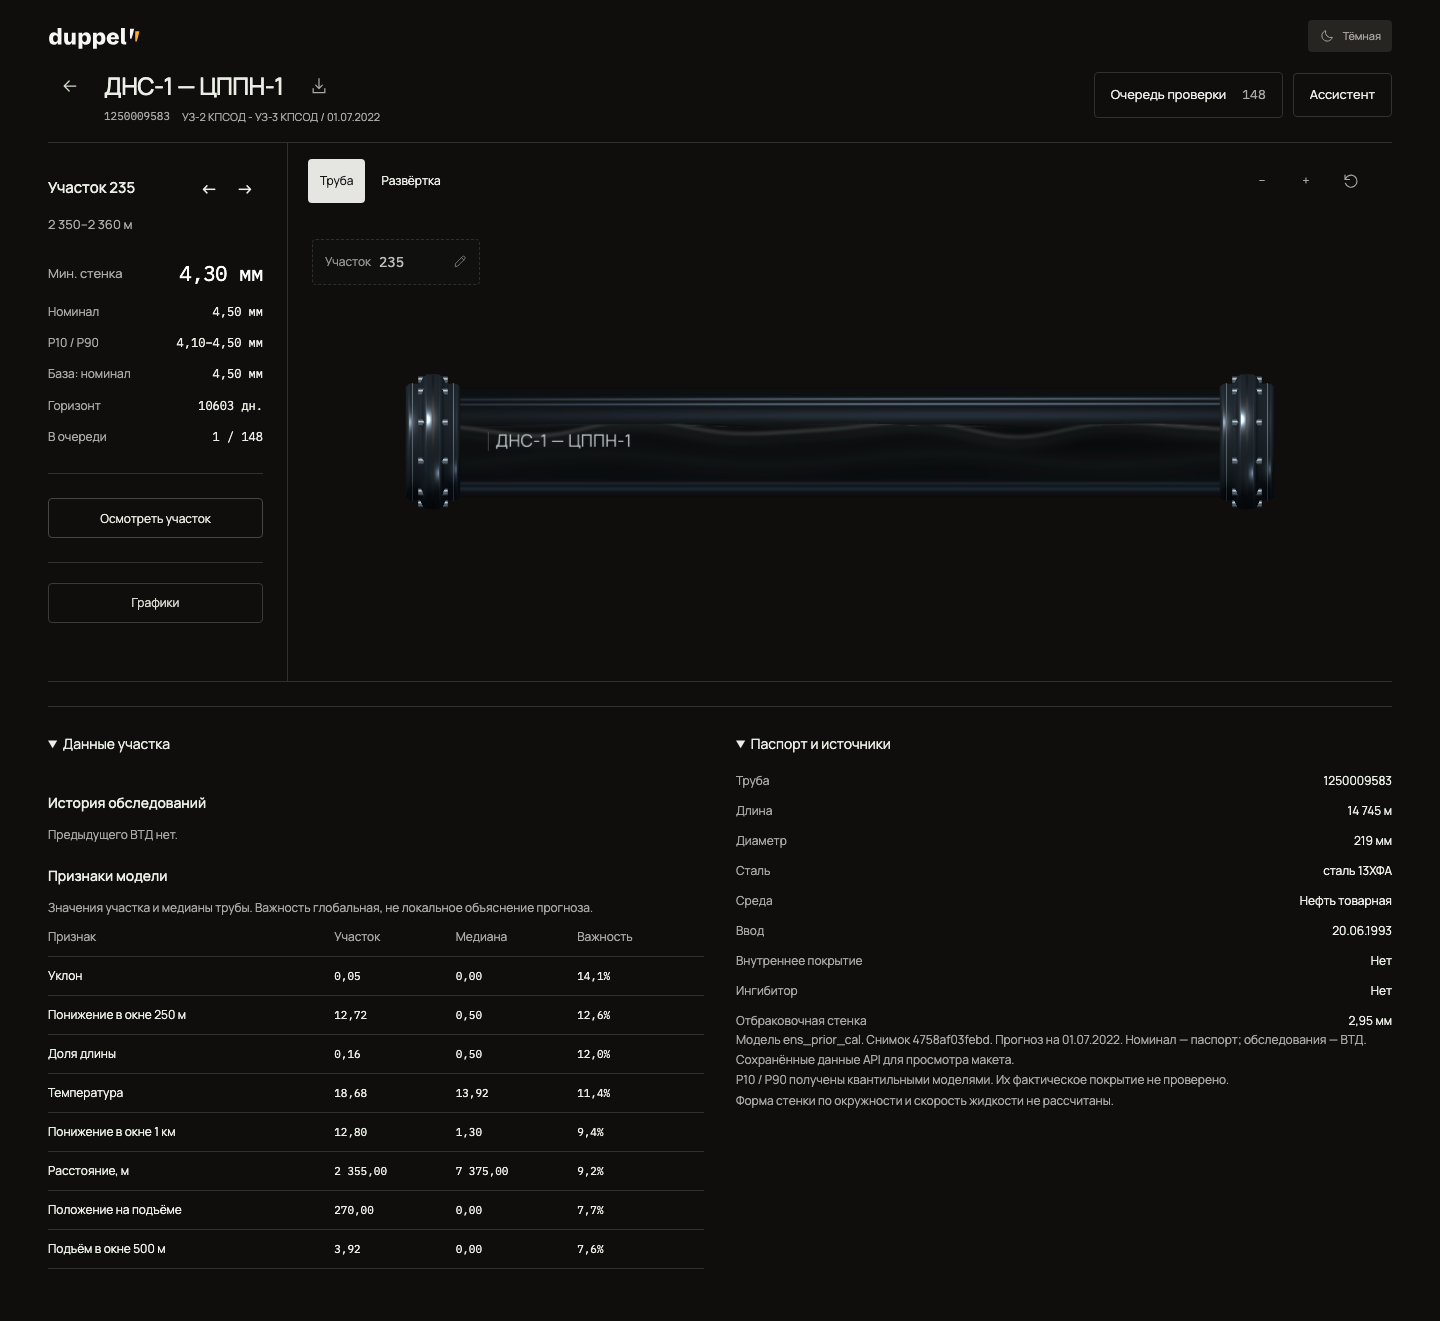 duppel
Тёмная
ДНС-1 — ЦППН-1
1250009583 УЗ-2 КПСОД - УЗ-3 КПСОД / 01.07.2022
Очередь проверки 148
Ассистент
Участок 235
2 350–2 360 м
Мин. стенка 4,30 мм
Номинал 4,50 мм
P10 / P90 4,10–4,50 мм
База: номинал 4,50 мм
Горизонт 10603 дн.
В очереди 1 / 148
Осмотреть участок
Графики
Труба Развёртка
Участок 235
ДНС-1 — ЦППН-1
Данные участка
История обследований
Предыдущего ВТД нет.
Признаки модели
Значения участка и медианы трубы. Важность глобальная, не локальное объяснение прогноза.
Признак Участок Медиана Важность
Уклон 0,05 0,00 14,1%
Понижение в окне 250 м 12,72 0,50 12,6%
Доля длины 0,16 0,50 12,0%
Температура 18,68 13,92 11,4%
Понижение в окне 1 км 12,80 1,30 9,4%
Расстояние, м 2 355,00 7 375,00 9,2%
Положение на подъёме 270,00 0,00 7,7%
Подъём в окне 500 м 3,92 0,00 7,6%
Паспорт и источники
Труба 1250009583
Длина 14 745 м
Диаметр 219 мм
Сталь сталь 13ХФА
Среда Нефть товарная
Ввод 20.06.1993
Внутреннее покрытие Нет
Ингибитор Нет
Отбраковочная стенка 2,95 мм
Модель ens_prior_cal. Снимок 4758af03febd. Прогноз на 01.07.2022. Номинал — паспорт; обследования — ВТД.
Сохранённые данные API для просмотра макета.
P10 / P90 получены квантильными моделями. Их фактическое покрытие не проверено.
Форма стенки по окружности и скорость жидкости не рассчитаны.